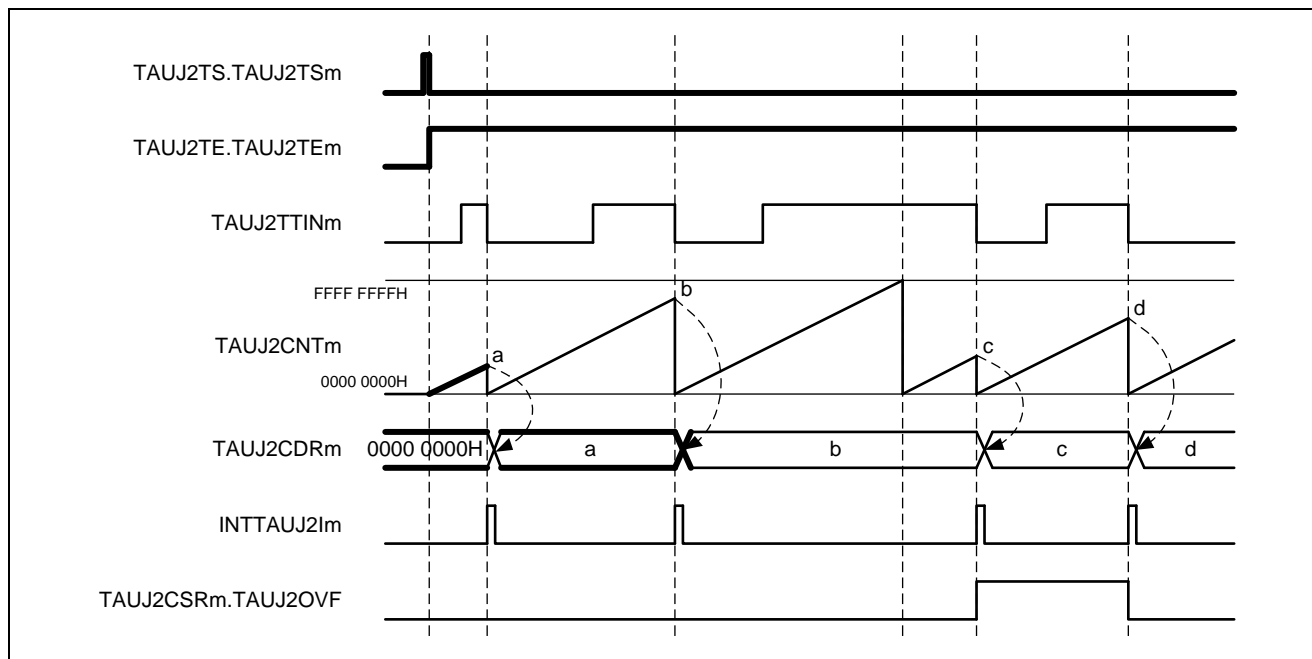 TAUJ2TS.TAUJ2TSm
TAUJ2TE.TAUJ2TEm
TAUJ2TTINm
FFFF FFFFH
TAUJ2CNTm
0000 0000H
a
b
c
d
TAUJ2CDRm
0000 0000H
a
b
c
d
INTTAUJ2Im
TAUJ2CSRm.TAUJ2OVF